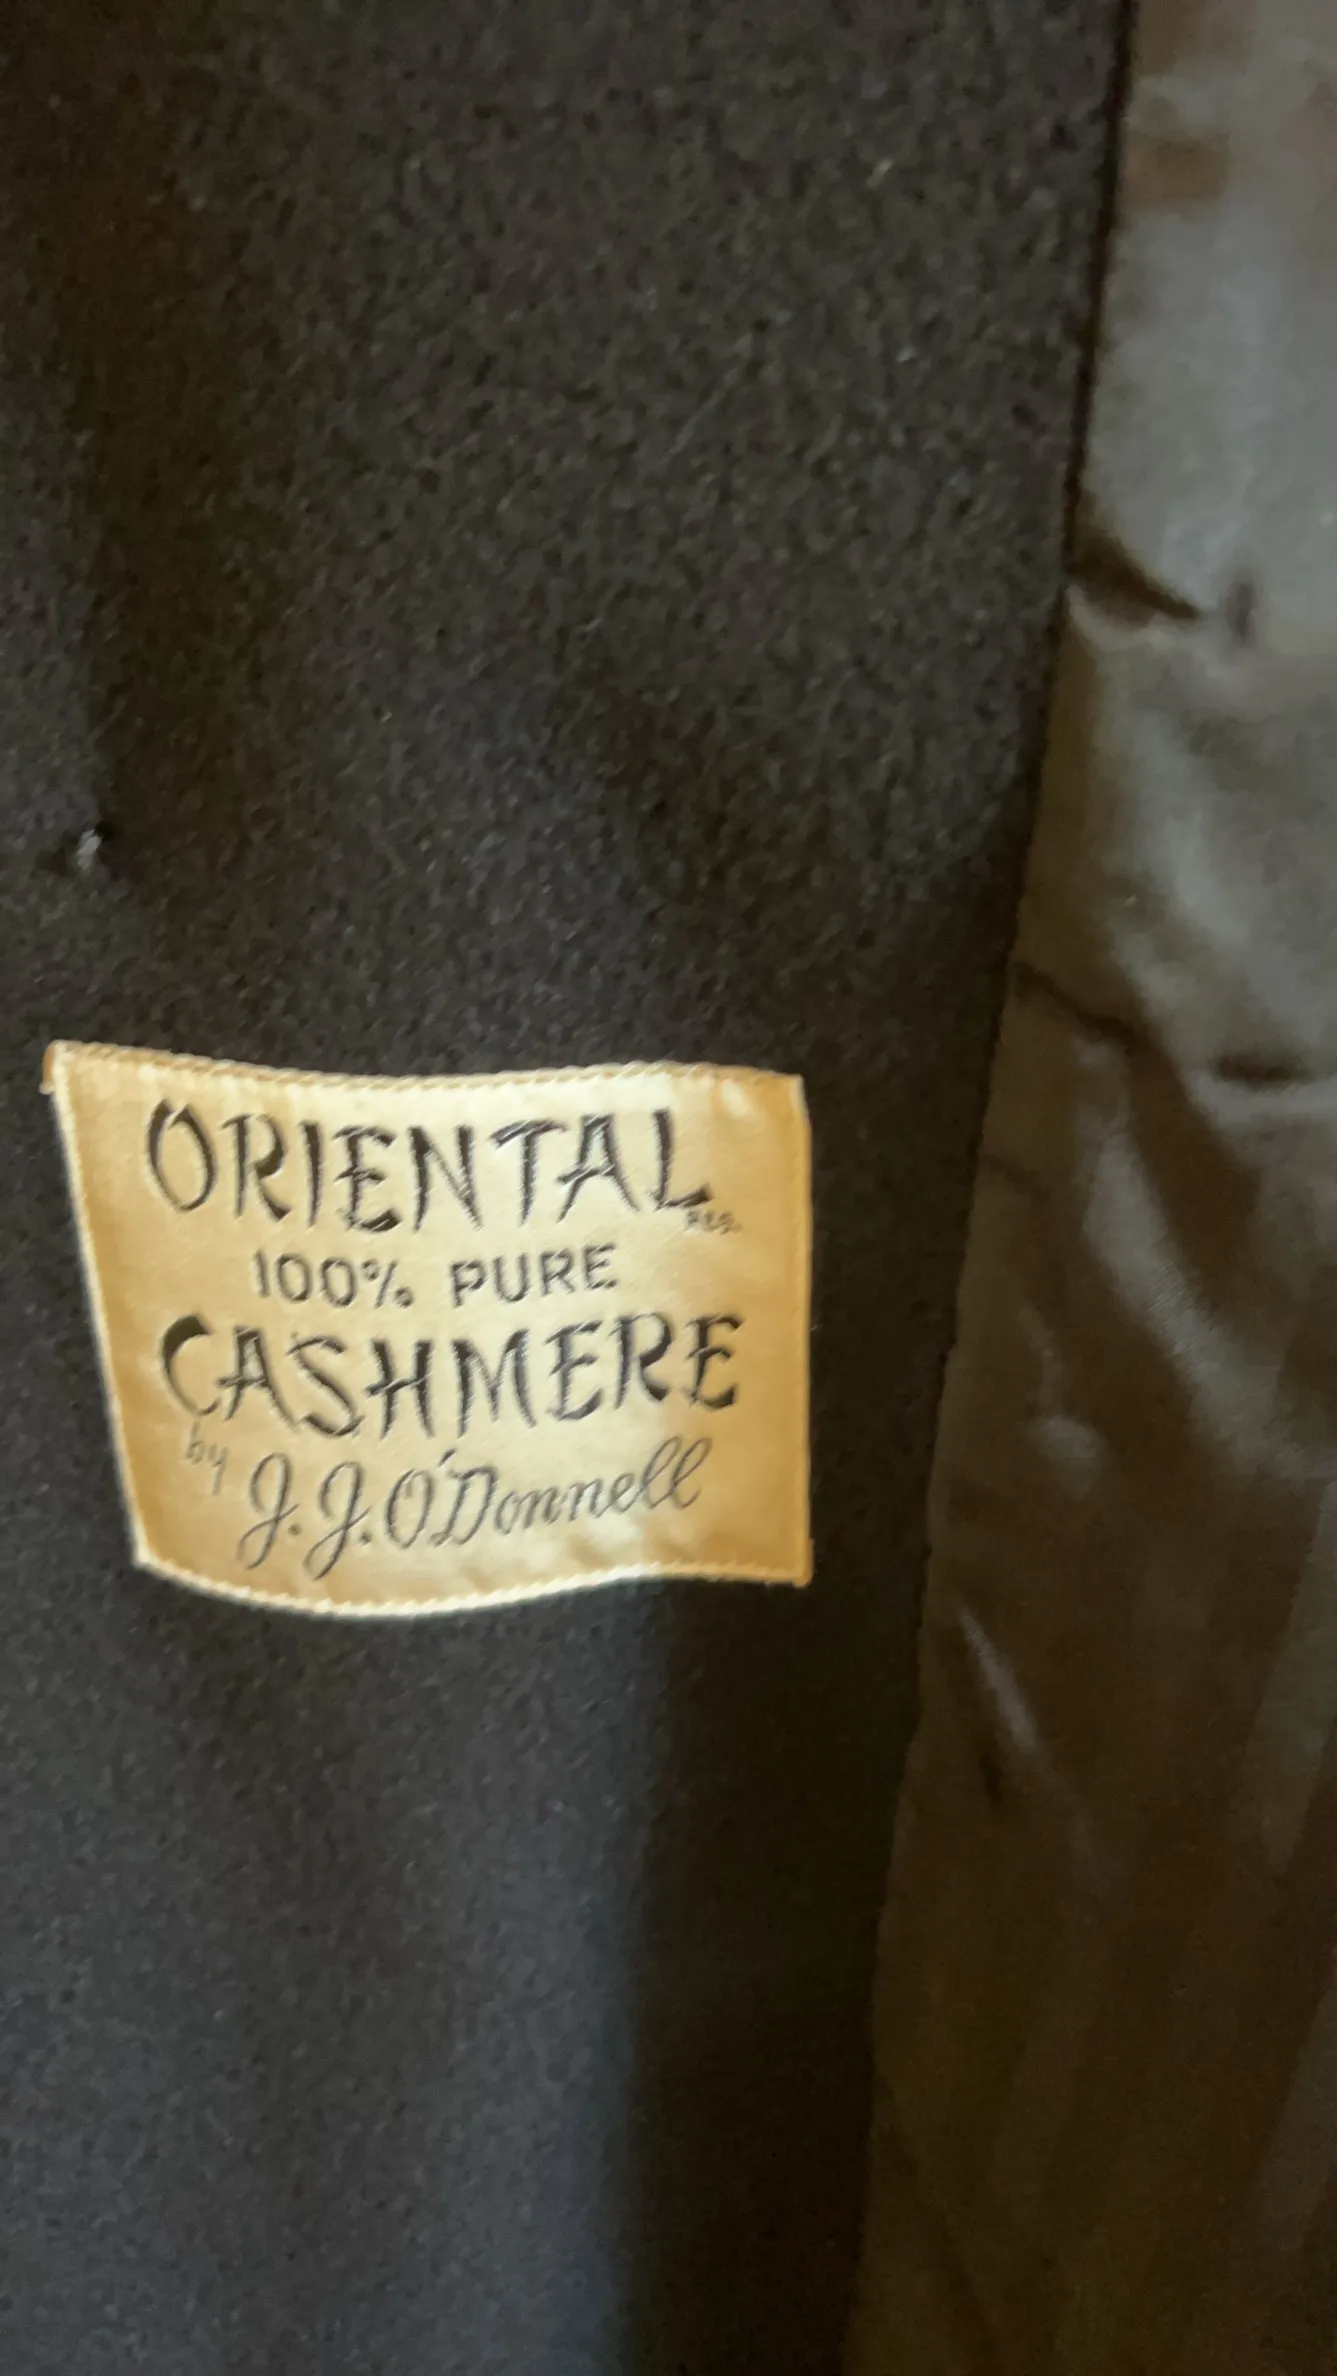 ORIENTAL
REG.
100% PURE
CASHMERE
by J.J. O'Donnell